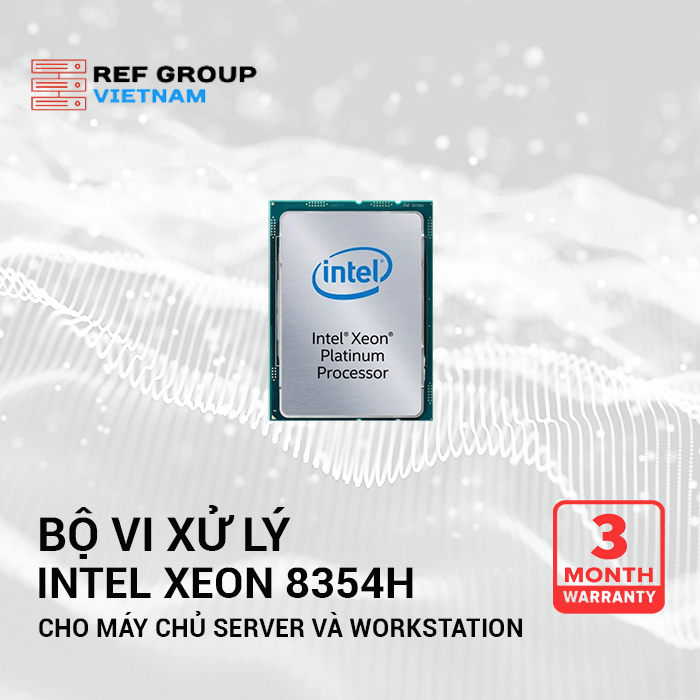 REF GROUP
VIETNAM
intel
Intel® Xeon®
Platinum
Processor
BỘ VI XỬ LÝ
INTEL XEON 8354H
CHO MÁY CHỦ SERVER VÀ WORKSTATION
3
MONTH
WARRANTY